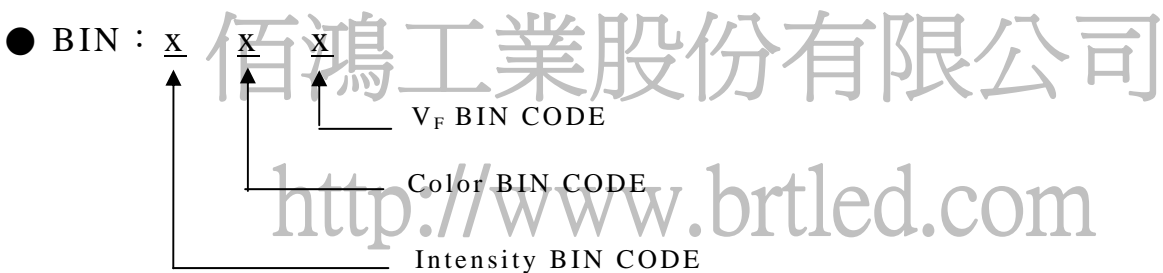 ● BIN：x x x
佰鴻工業股份有限公司
V_F BIN CODE
Color BIN CODE
http://www.brtled.com
Intensity BIN CODE